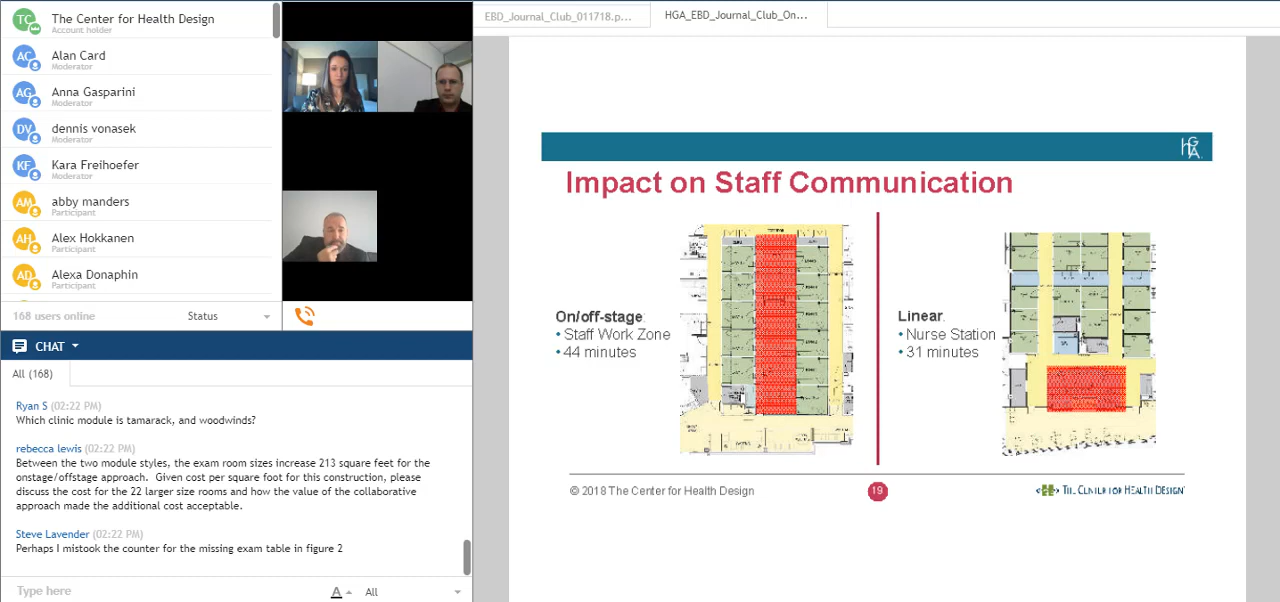 TC
The Center for Health Design
Account holder
AC
Alan Card
Moderator
AG
Anna Gasparini
Moderator
DV
dennis vonasek
Moderator
KF
Kara Freihoefer
Moderator
AM
abby manders
Participant
AH
Alex Hokkanen
Participant
AD
Alexa Donaphin
Participant
168 users online
Status
CHAT
All (168)
Ryan S (02:22 PM)
Which clinic module is tamarack, and woodwinds?
rebecca lewis (02:22 PM)
Between the two module styles, the exam room sizes increase 213 square feet for the
onstage/offstage approach. Given cost per square foot for this construction, please
discuss the cost for the 22 larger size rooms and how the value of the collaborative
approach made the additional cost acceptable.
Steve Lavender (02:22 PM)
Perhaps I mistook the counter for the missing exam table in figure 2
Type here
A
All
EBD_Journal_Club_011718.p...
HGA_EBD_Journal_Club_On...
HGA
Impact on Staff Communication
On/off-stage:
• Staff Work Zone
• 44 minutes
Linear:
• Nurse Station
• 31 minutes
© 2018 The Center for Health Design
19
THE CENTER FOR HEALTH DESIGN